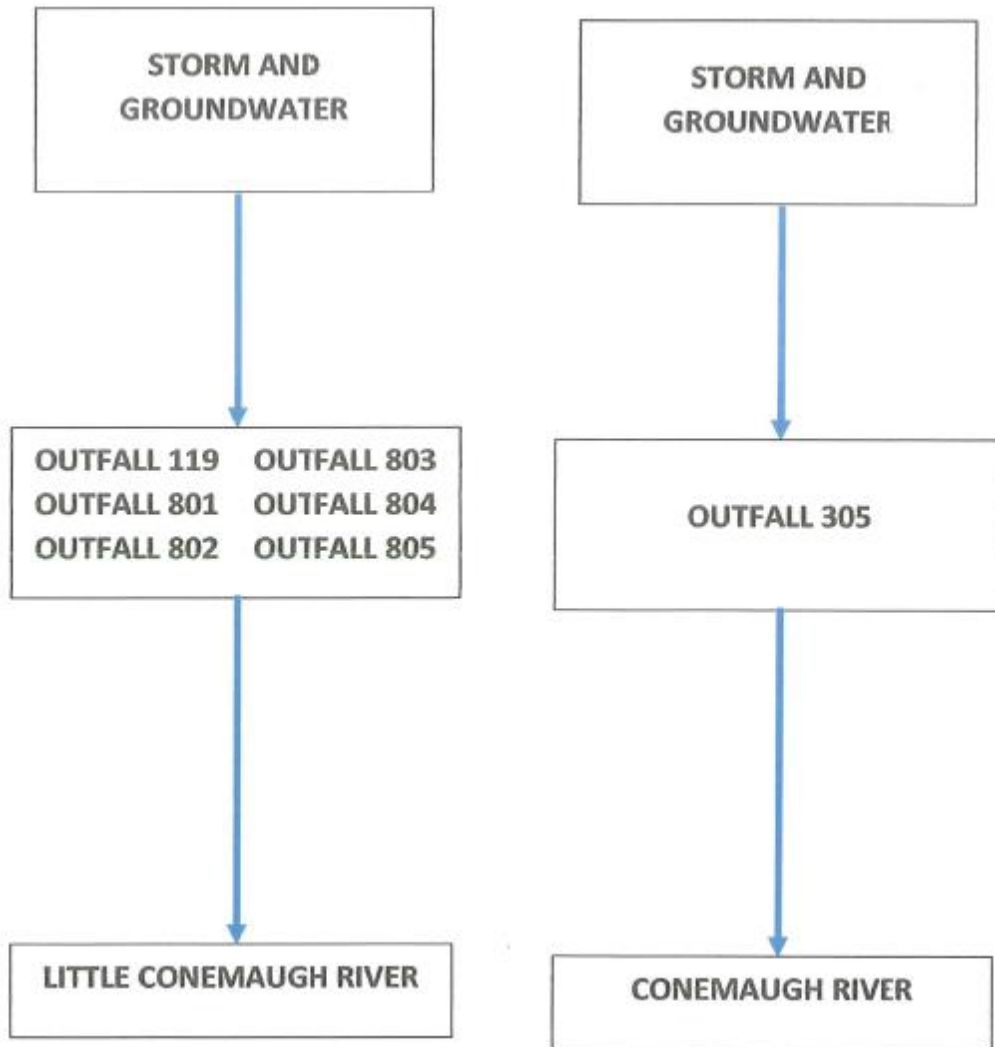 STORM AND
GROUNDWATER
OUTFALL 119 OUTFALL 803
OUTFALL 801 OUTFALL 804
OUTFALL 802 OUTFALL 805
LITTLE CONEMAUGH RIVER
STORM AND
GROUNDWATER
OUTFALL 305
CONEMAUGH RIVER